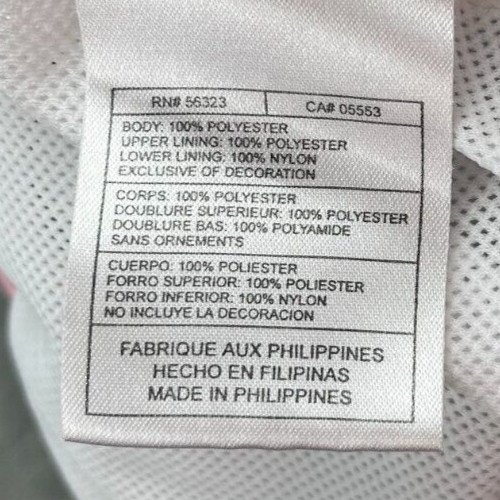 RN# 56323 CA# 05553
BODY: 100% POLYESTER
UPPER LINING: 100% POLYESTER
LOWER LINING: 100% NYLON
EXCLUSIVE OF DECORATION
CORPS: 100% POLYESTER
DOUBLURE SUPERIEUR: 100% POLYESTER
DOUBLURE BAS: 100% POLYAMIDE
SANS ORNEMENTS
CUERPO: 100% POLIESTER
FORRO SUPERIOR: 100% POLIESTER
FORRO INFERIOR: 100% NYLON
NO INCLUYE LA DECORACION
FABRIQUE AUX PHILIPPINES
HECHO EN FILIPINAS
MADE IN PHILIPPINES